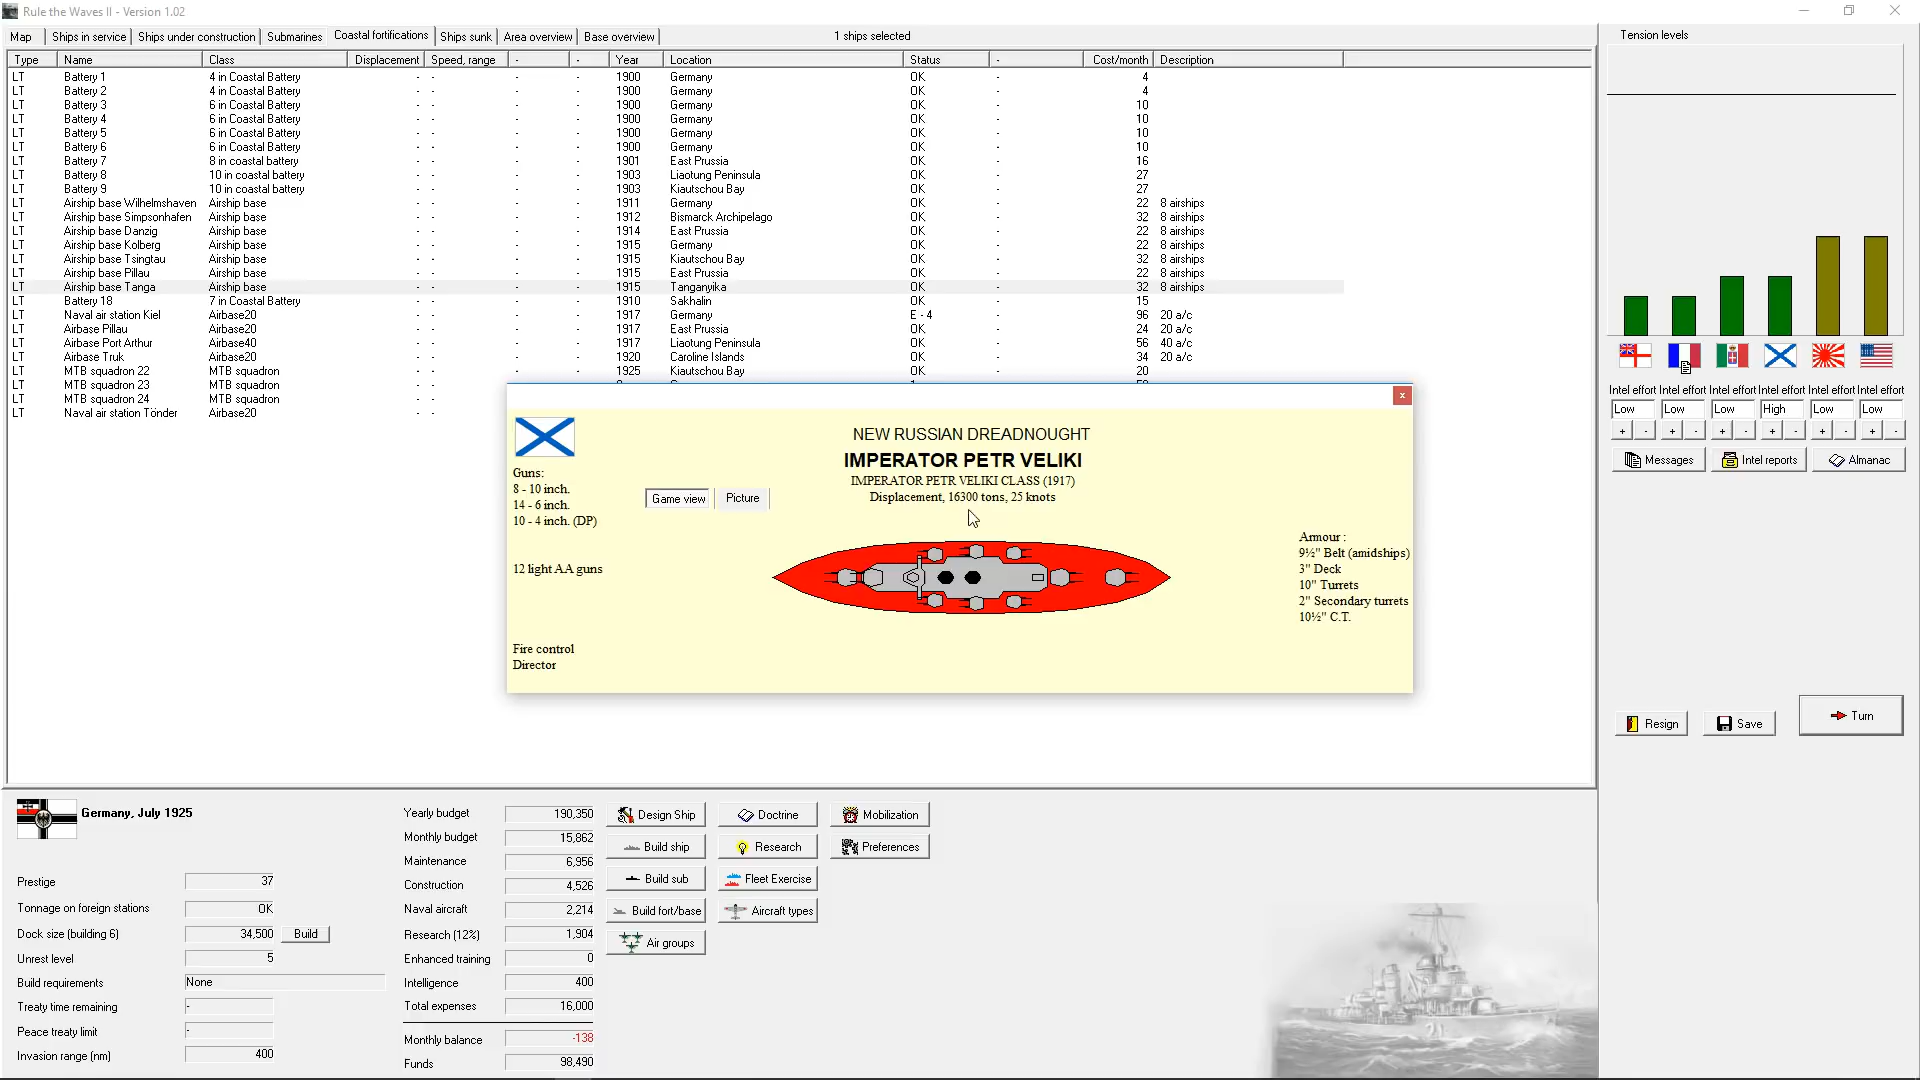 Rule the Waves II - Version 1.02
Map Ships in service Ships under construction Submarines Coastal fortifications Ships sunk Area overview Base overview 1 ships selected
Type Name Class Displacement Speed, range - - Year Location Status - Cost/month Description
LT Battery 1 4 in Coastal Battery - - - - 1900 Germany OK - 4
LT Battery 2 4 in Coastal Battery - - - - 1900 Germany OK - 4
LT Battery 3 6 in Coastal Battery - - - - 1900 Germany OK - 10
LT Battery 4 6 in Coastal Battery - - - - 1900 Germany OK - 10
LT Battery 5 6 in Coastal Battery - - - - 1900 Germany OK - 10
LT Battery 6 6 in Coastal Battery - - - - 1900 Germany OK - 10
LT Battery 7 8 in coastal battery - - - - 1901 East Prussia OK - 16
LT Battery 8 10 in coastal battery - - - - 1903 Liaotung Peninsula OK - 27
LT Battery 9 10 in coastal battery - - - - 1903 Kiautschou Bay OK - 27
LT Airship base Wilhelmshaven Airship base - - - - 1911 Germany OK - 22 8 airships
LT Airship base Simpsonhafen Airship base - - - - 1912 Bismarck Archipelago OK - 32 8 airships
LT Airship base Danzig Airship base - - - - 1914 East Prussia OK - 22 8 airships
LT Airship base Kolberg Airship base - - - - 1915 Germany OK - 22 8 airships
LT Airship base Tsingtau Airship base - - - - 1915 Kiautschou Bay OK - 32 8 airships
LT Airship base Pillau Airship base - - - - 1915 East Prussia OK - 22 8 airships
LT Airship base Tanga Airship base - - - - 1915 Tanganyika OK - 32 8 airships
LT Battery 18 7 in Coastal Battery - - - - 1910 Sakhalin OK - 15
LT Naval air station Kiel Airbase20 - - - - 1917 Germany E - 4 - 96 20 a/c
LT Airbase Pillau Airbase20 - - - - 1917 East Prussia OK - 24 20 a/c
LT Airbase Port Arthur Airbase40 - - - - 1917 Liaotung Peninsula OK - 56 40 a/c
LT Airbase Truk Airbase20 - - - - 1920 Caroline Islands OK - 34 20 a/c
LT MTB squadron 22 MTB squadron - - - - 1925 Kiautschou Bay OK - 20
LT MTB squadron 23 MTB squadron - -
LT MTB squadron 24 MTB squadron - -
LT Naval air station Tönder Airbase20 - -
NEW RUSSIAN DREADNOUGHT
IMPERATOR PETR VELIKI
IMPERATOR PETR VELIKI CLASS (1917)
Displacement, 16300 tons, 25 knots
Guns:
8 - 10 inch.
14 - 6 inch.
10 - 4 inch. (DP)
12 light AA guns
Fire control
Director
Game view Picture
Armour :
9½" Belt (amidships)
3" Deck
10" Turrets
2" Secondary turrets
10½" C.T.
x
Tension levels
Intel effort Intel effort Intel effort Intel effort Intel effort Intel effort
Low Low Low High Low Low
+ - + - + - + - + - + -
Messages Intel reports Almanac
Resign Save Turn
Germany, July 1925
Prestige 37
Tonnage on foreign stations OK
Dock size (building 6) 34,500 Build
Unrest level 5
Build requirements None
Treaty time remaining -
Peace treaty limit -
Invasion range (nm) 400
Yearly budget 190,350
Monthly budget 15,862
Maintenance 6,956
Construction 4,526
Naval aircraft 2,214
Research (12%) 1,904
Enhanced training 0
Intelligence 400
Total expenses 16,000
Monthly balance -138
Funds 98,490
Design Ship Doctrine Mobilization
Build ship Research Preferences
Build sub Fleet Exercise
Build fort/base Aircraft types
Air groups